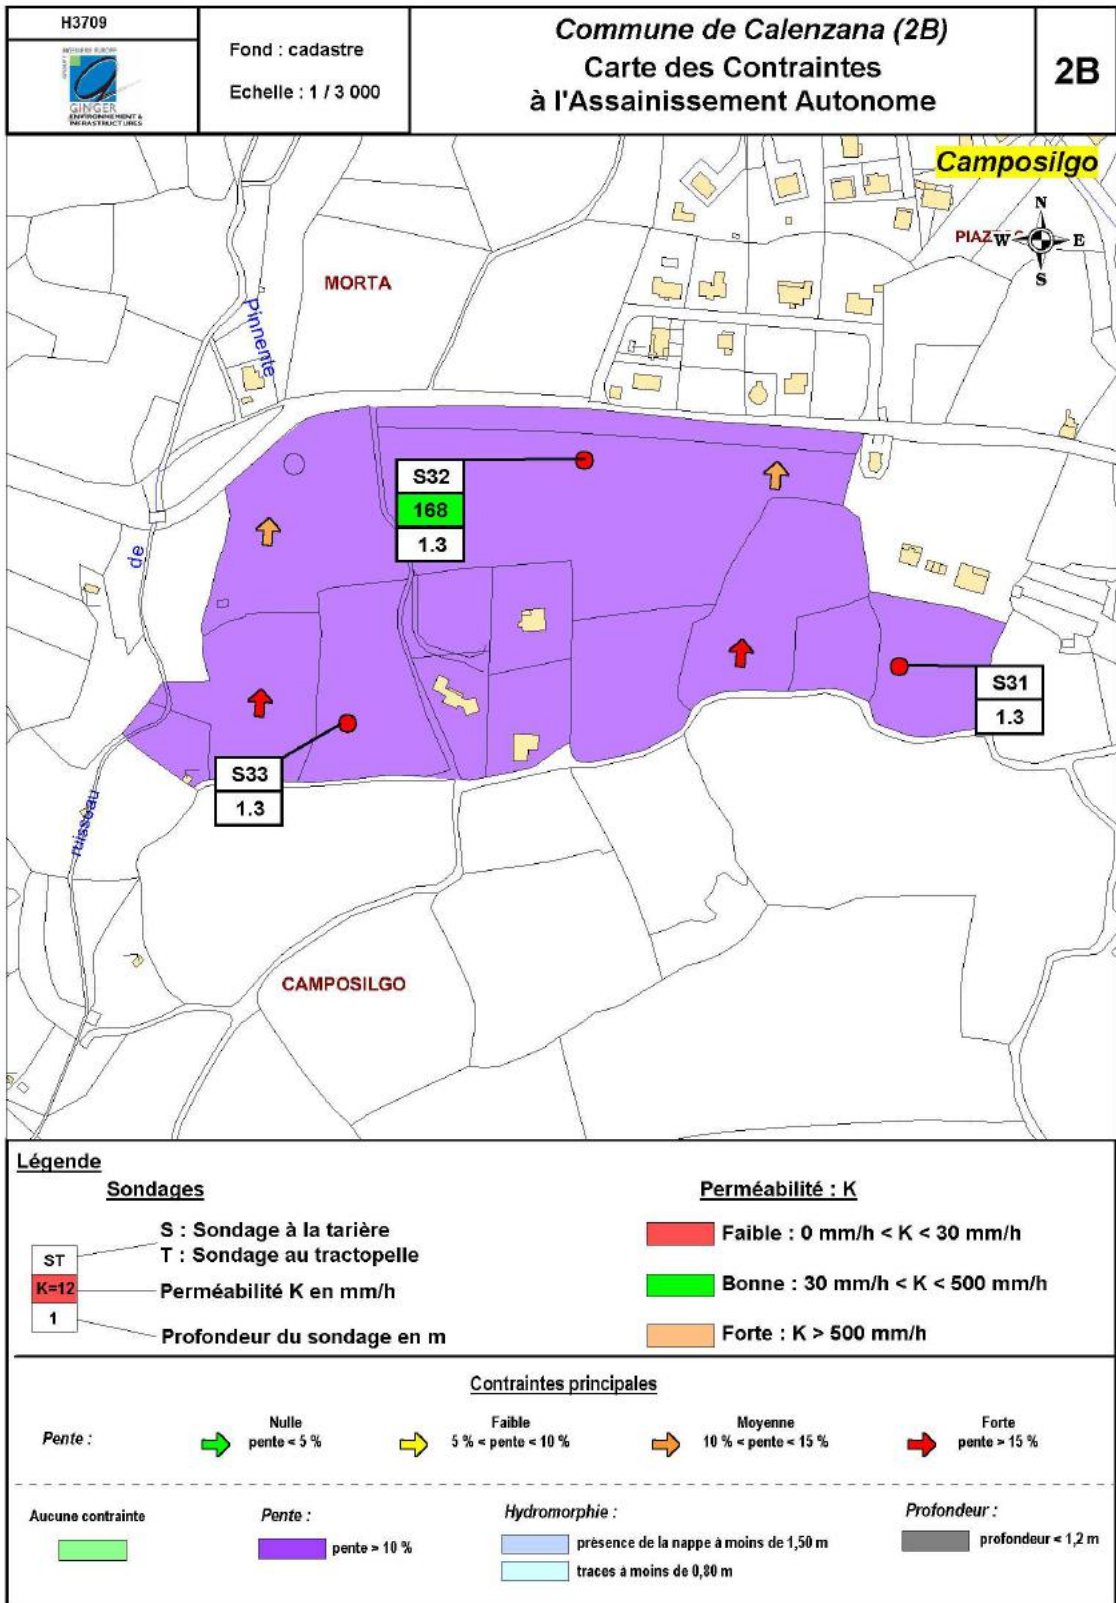 H3709
INGENIERIE EUROPE
GINGER
ENVIRONNEMENT &
INFRASTRUCTURES
Fond : cadastre
Echelle : 1 / 3 000
Commune de Calenzana (2B)
Carte des Contraintes
à l'Assainissement Autonome
2B
Camposilgo
N
W
E
S
MORTA
Pinnente
S32
168
1.3
de
S31
1.3
S33
1.3
ruisseau
CAMPOSILGO
Légende
Sondages
S : Sondage à la tarière
T : Sondage au tractopelle
ST
K=12
Perméabilité K en mm/h
1
Profondeur du sondage en m
Perméabilité : K
Faible : 0 mm/h < K < 30 mm/h
Bonne : 30 mm/h < K < 500 mm/h
Forte : K > 500 mm/h
Contraintes principales
Pente :
Nulle
pente < 5 %
Faible
5 % < pente < 10 %
Moyenne
10 % < pente < 15 %
Forte
pente > 15 %
Aucune contrainte
Pente :
pente > 10 %
Hydromorphie :
présence de la nappe à moins de 1,50 m
traces à moins de 0,80 m
Profondeur :
profondeur < 1,2 m